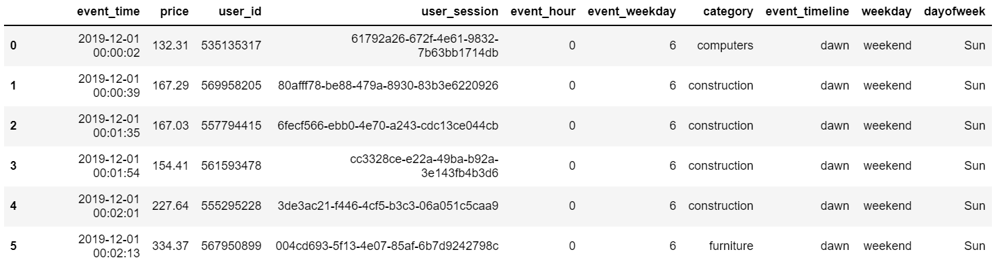 event_time price user_id user_session event_hour event_weekday category event_timeline weekday dayofweek
0 2019-12-01 00:00:02 132.31 535135317 61792a26-672f-4e61-9832-7b63bb1714db 0 6 computers dawn weekend Sun
1 2019-12-01 00:00:39 167.29 569958205 80afff78-be88-479a-8930-83b3e6220926 0 6 construction dawn weekend Sun
2 2019-12-01 00:01:35 167.03 557794415 6fecf566-ebb0-4e70-a243-cdc13ce044cb 0 6 construction dawn weekend Sun
3 2019-12-01 00:01:54 154.41 561593478 cc3328ce-e22a-49ba-b92a-3e143fb4b3d6 0 6 construction dawn weekend Sun
4 2019-12-01 00:02:01 227.64 555295228 3de3ac21-f446-4cf5-b3c3-06a051c5caa9 0 6 construction dawn weekend Sun
5 2019-12-01 00:02:13 334.37 567950899 004cd693-5f13-4e07-85af-6b7d9242798c 0 6 furniture dawn weekend Sun